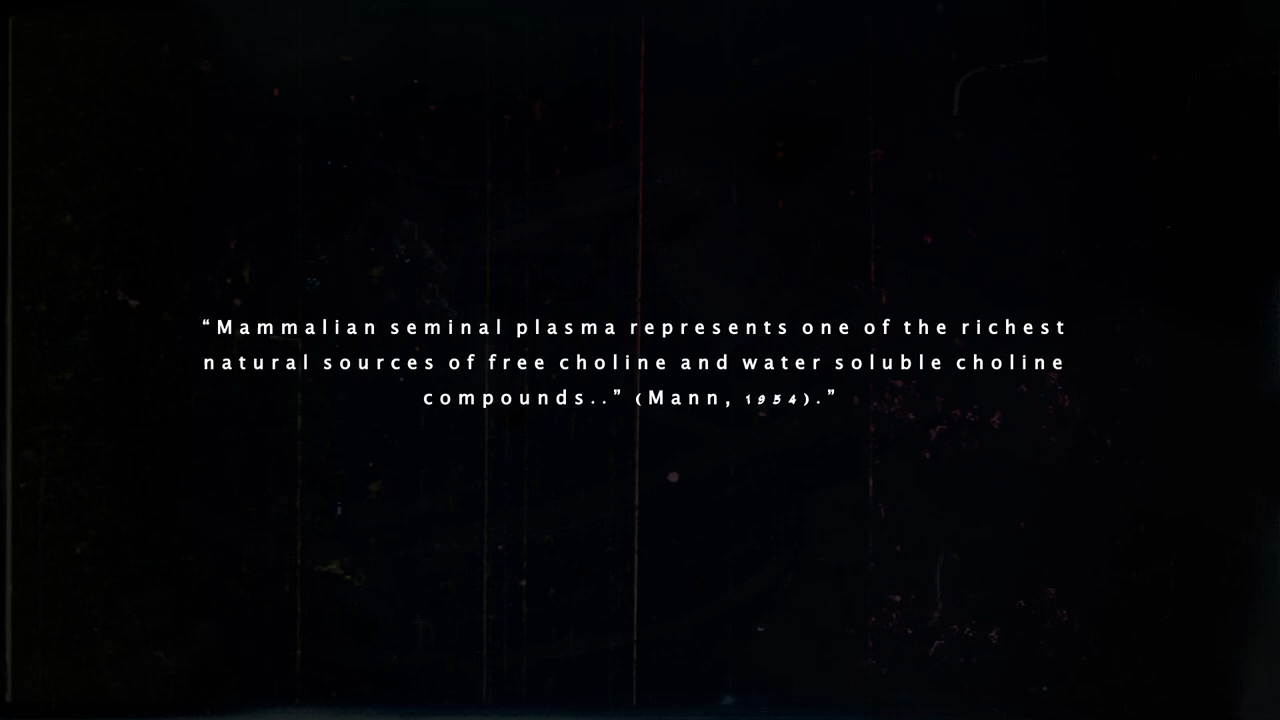 “Mammalian seminal plasma represents one of the richest
natural sources of free choline and water soluble choline
compounds..” (Mann, 1954).”